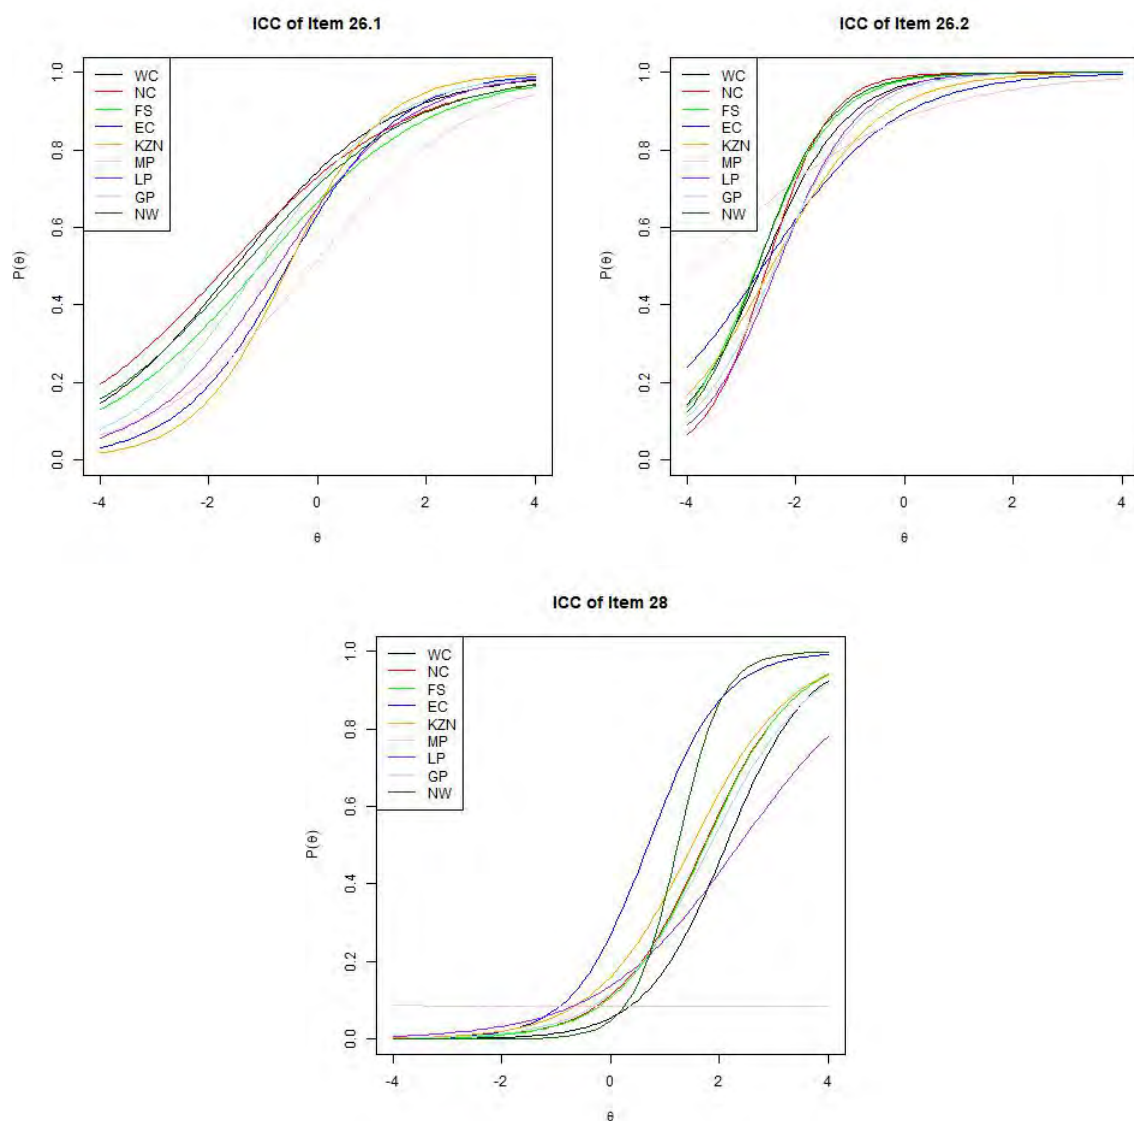 ICC of Item 26.1
WC
NC
FS
EC
KZN
MP
LP
GP
NW
P(θ)
1.0
0.8
0.6
0.4
0.2
0.0
-4
-2
0
2
4
θ
ICC of Item 26.2
WC
NC
FS
EC
KZN
MP
LP
GP
NW
P(θ)
1.0
0.8
0.6
0.4
0.2
0.0
-4
-2
0
2
4
θ
ICC of Item 28
WC
NC
FS
EC
KZN
MP
LP
GP
NW
P(θ)
1.0
0.8
0.6
0.4
0.2
0.0
-4
-2
0
2
4
θ